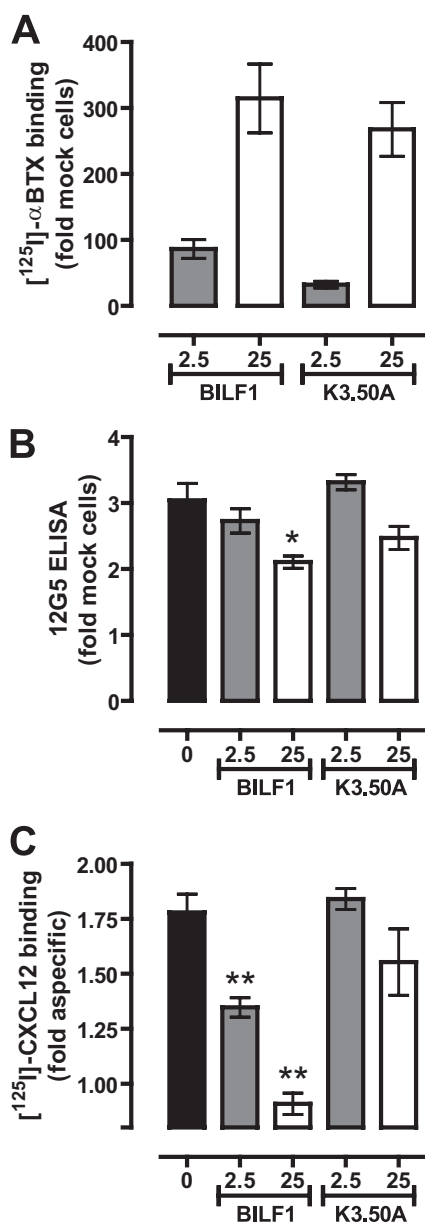 A
[125I]-αBTX binding
(fold mock cells)
400
300
200
100
0
2.5 25 2.5 25
BILF1 K3.50A
B
12G5 ELISA
(fold mock cells)
4
3
2
1
0
*
0 2.5 25 2.5 25
BILF1 K3.50A
C
[125I]-CXCL12 binding
(fold aspecific)
2.00
1.75
1.50
1.25
1.00
**
**
0 2.5 25 2.5 25
BILF1 K3.50A